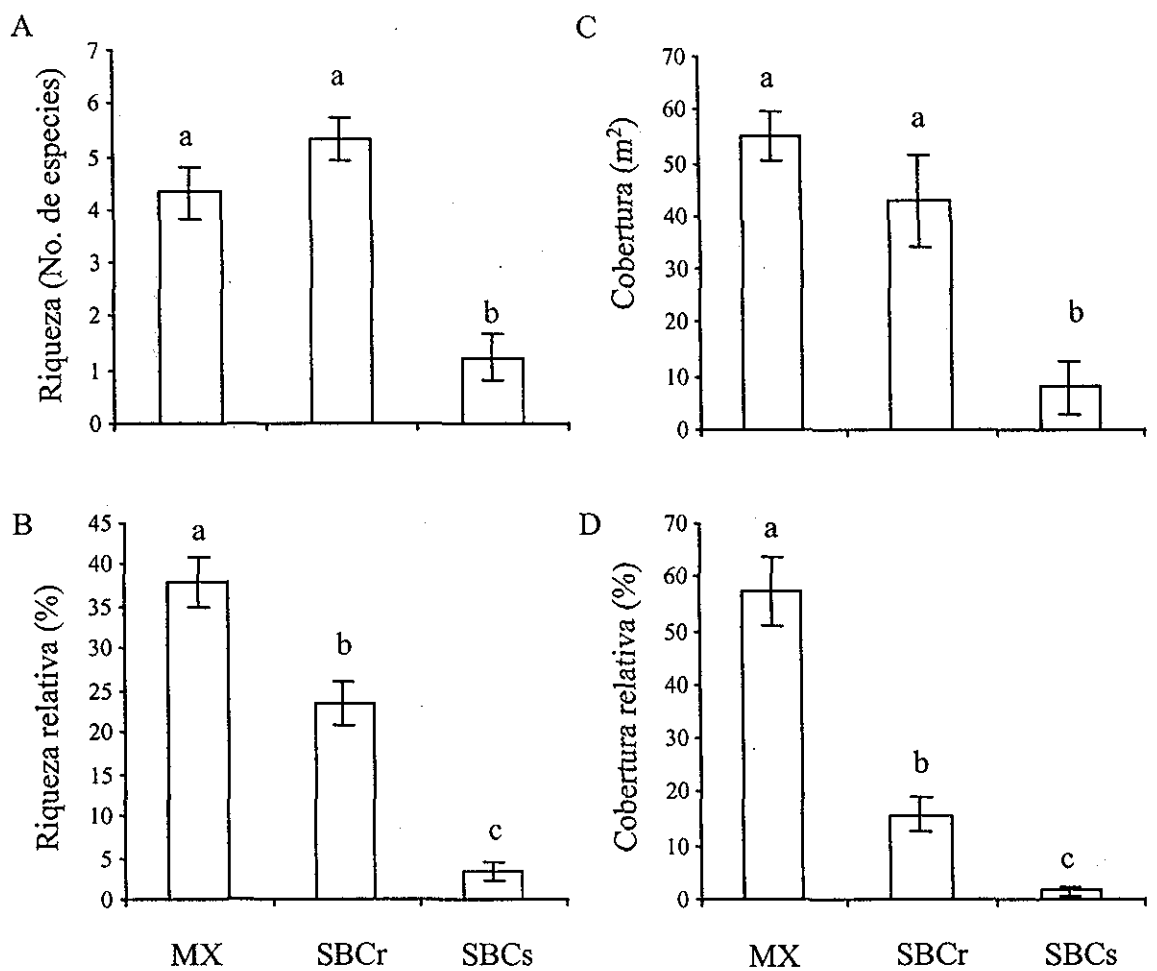 A
Riqueza (No. de especies)
7
6
5
4
3
2
1
0
a
a
b
C
Cobertura (m²)
70
60
50
40
30
20
10
0
a
a
b
B
Riqueza relativa (%)
45
40
35
30
25
20
15
10
5
0
a
b
c
MX
SBCr
SBCs
D
Cobertura relativa (%)
70
60
50
40
30
20
10
0
a
b
c
MX
SBCr
SBCs